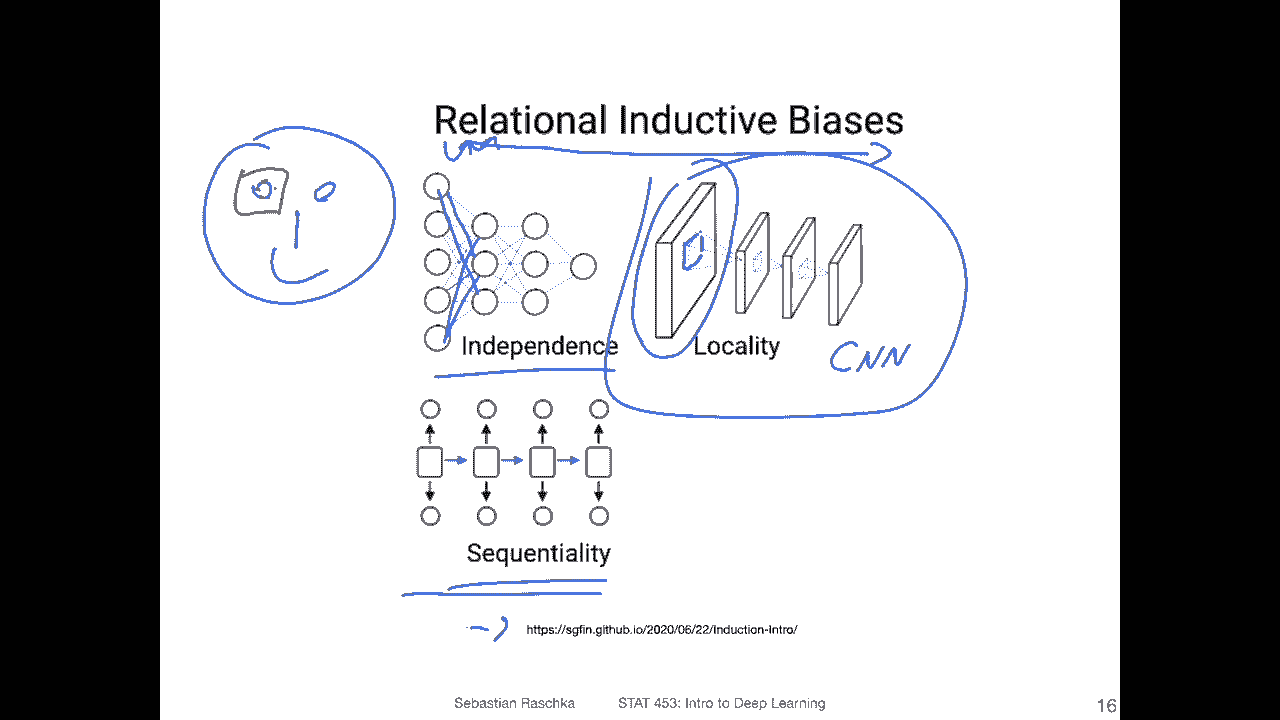 Relational Inductive Biases
Independence
Locality
CNN
Sequentiality
https://sgfin.github.io/2020/06/22/Induction-Intro/
Sebastian Raschka STAT 453: Intro to Deep Learning 16